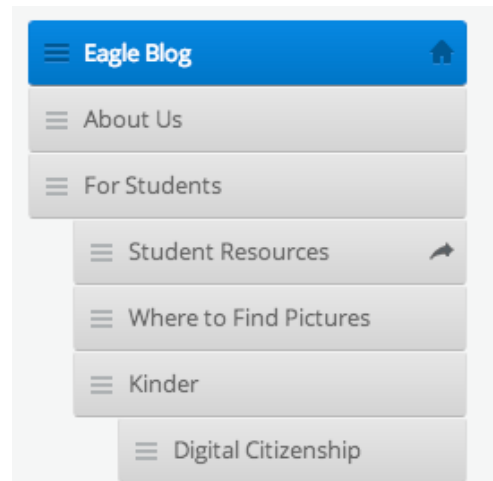 Eagle Blog
About Us
For Students
Student Resources
Where to Find Pictures
Kinder
Digital Citizenship